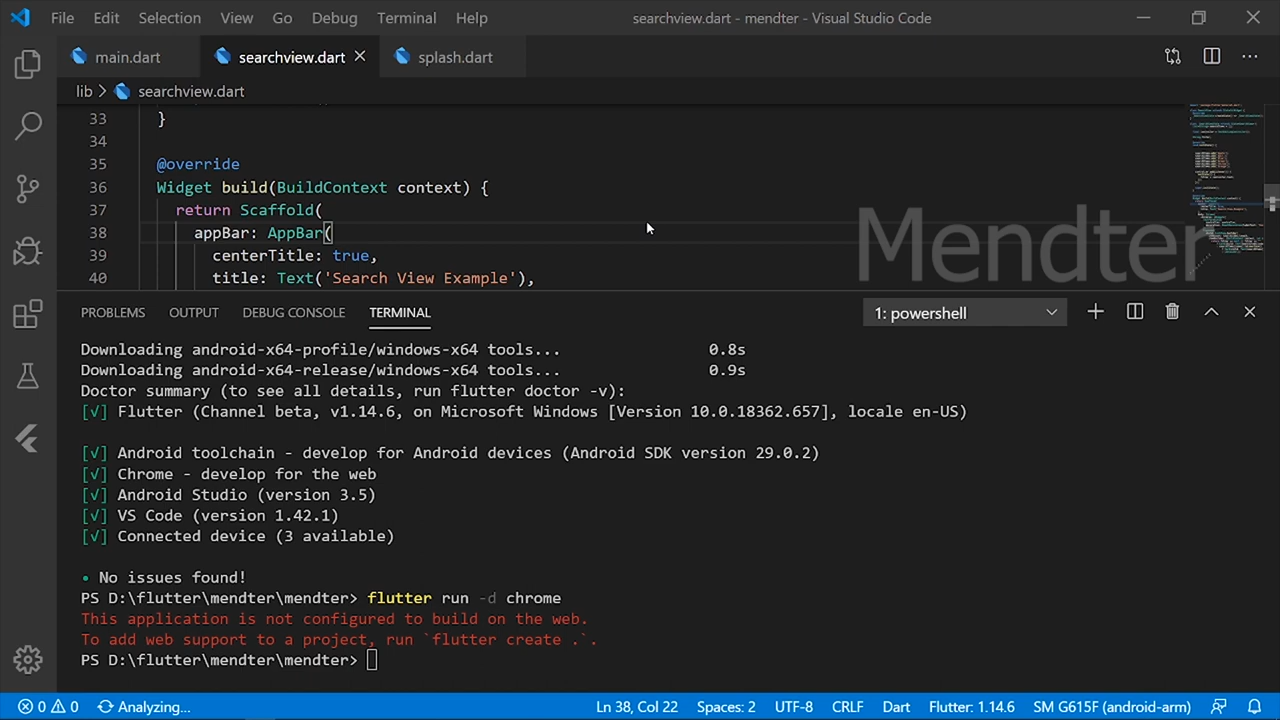 File Edit Selection View Go Debug Terminal Help searchview.dart - mendter - Visual Studio Code
main.dart searchview.dart splash.dart
lib > searchview.dart
33 }
34
35 @override
36 Widget build(BuildContext context) {
37 return Scaffold(
38 appBar: AppBar(
39 centerTitle: true,
40 title: Text('Search View Example'),
Mendter
PROBLEMS OUTPUT DEBUG CONSOLE TERMINAL 1: powershell
Downloading android-x64-profile/windows-x64 tools... 0.8s
Downloading android-x64-release/windows-x64 tools... 0.9s
Doctor summary (to see all details, run flutter doctor -v):
[√] Flutter (Channel beta, v1.14.6, on Microsoft Windows [Version 10.0.18362.657], locale en-US)
[√] Android toolchain - develop for Android devices (Android SDK version 29.0.2)
[√] Chrome - develop for the web
[√] Android Studio (version 3.5)
[√] VS Code (version 1.42.1)
[√] Connected device (3 available)
• No issues found!
PS D:\flutter\mendter\mendter> flutter run -d chrome
This application is not configured to build on the web.
To add web support to a project, run `flutter create .`.
PS D:\flutter\mendter\mendter>
0 0 Analyzing... Ln 38, Col 22 Spaces: 2 UTF-8 CRLF Dart Flutter: 1.14.6 SM G615F (android-arm)